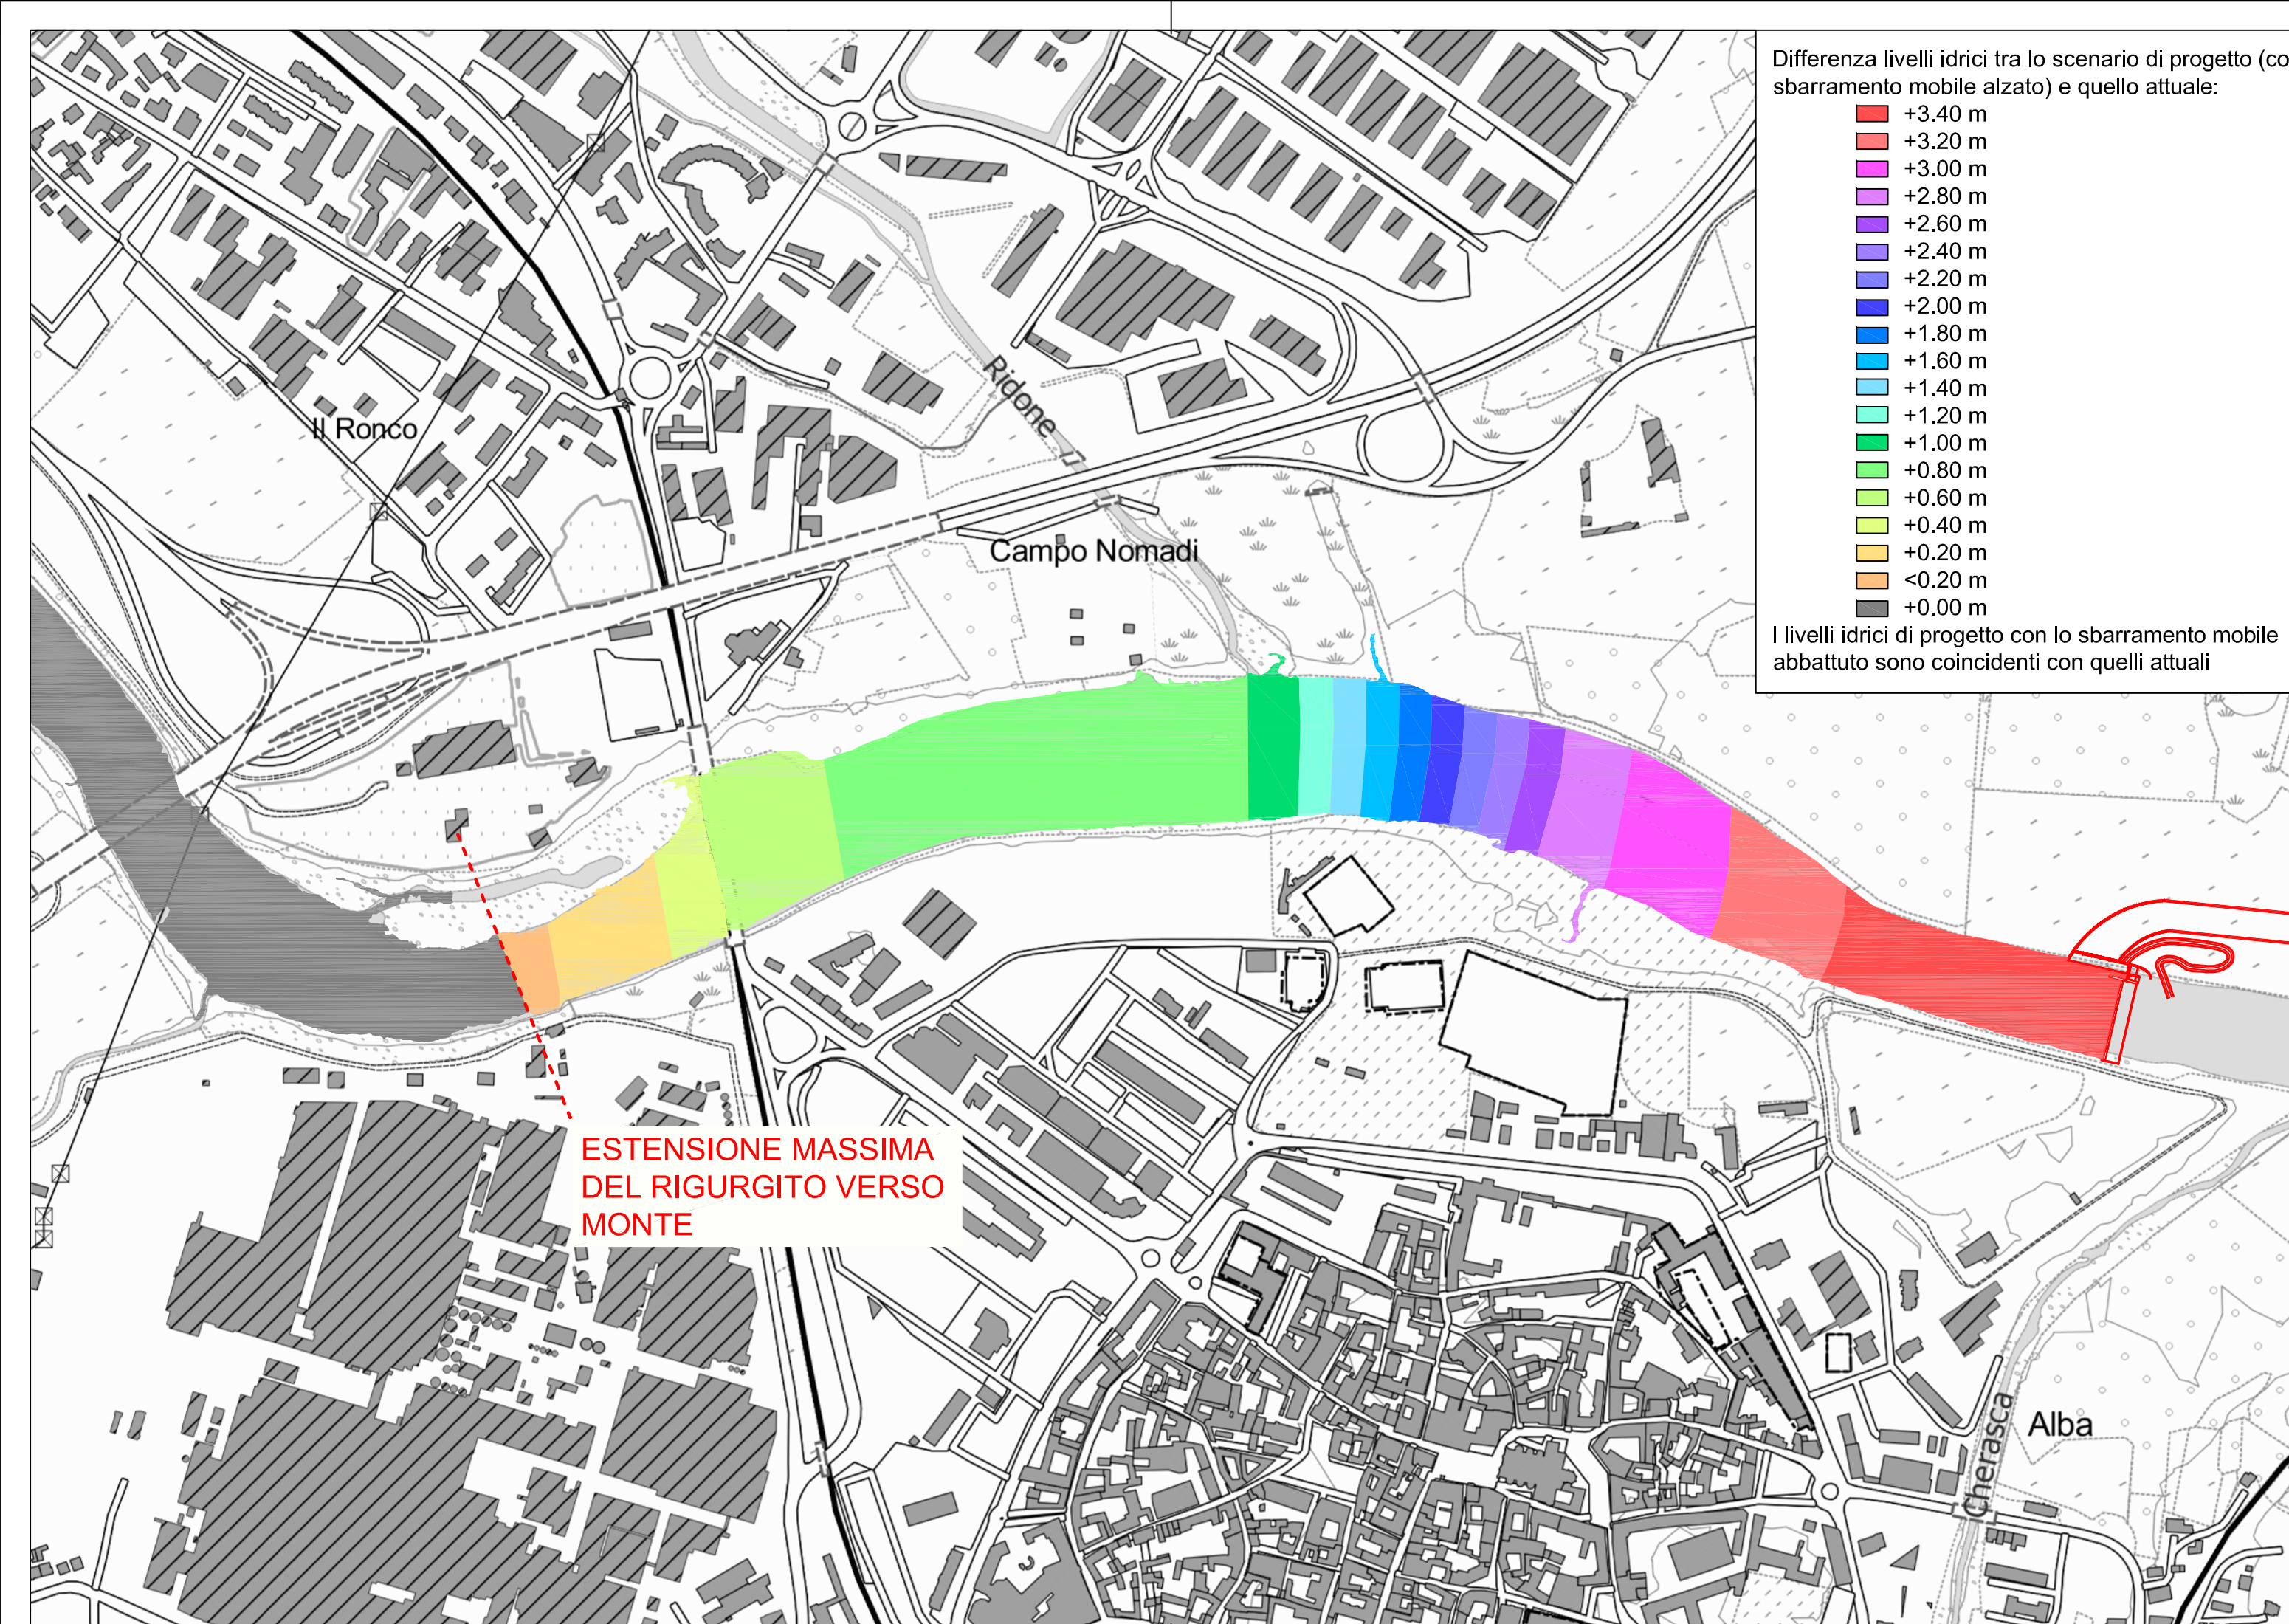 Differenza livelli idrici tra lo scenario di progetto (co
sbarramento mobile alzato) e quello attuale:
+3.40 m
+3.20 m
+3.00 m
+2.80 m
+2.60 m
+2.40 m
+2.20 m
+2.00 m
+1.80 m
+1.60 m
+1.40 m
+1.20 m
+1.00 m
+0.80 m
+0.60 m
+0.40 m
+0.20 m
<0.20 m
+0.00 m
I livelli idrici di progetto con lo sbarramento mobile
abbattuto sono coincidenti con quelli attuali
Ridone
Il Ronco
Campo Nomadi
ESTENSIONE MASSIMA
DEL RIGURGITO VERSO
MONTE
Cherasca
Alba